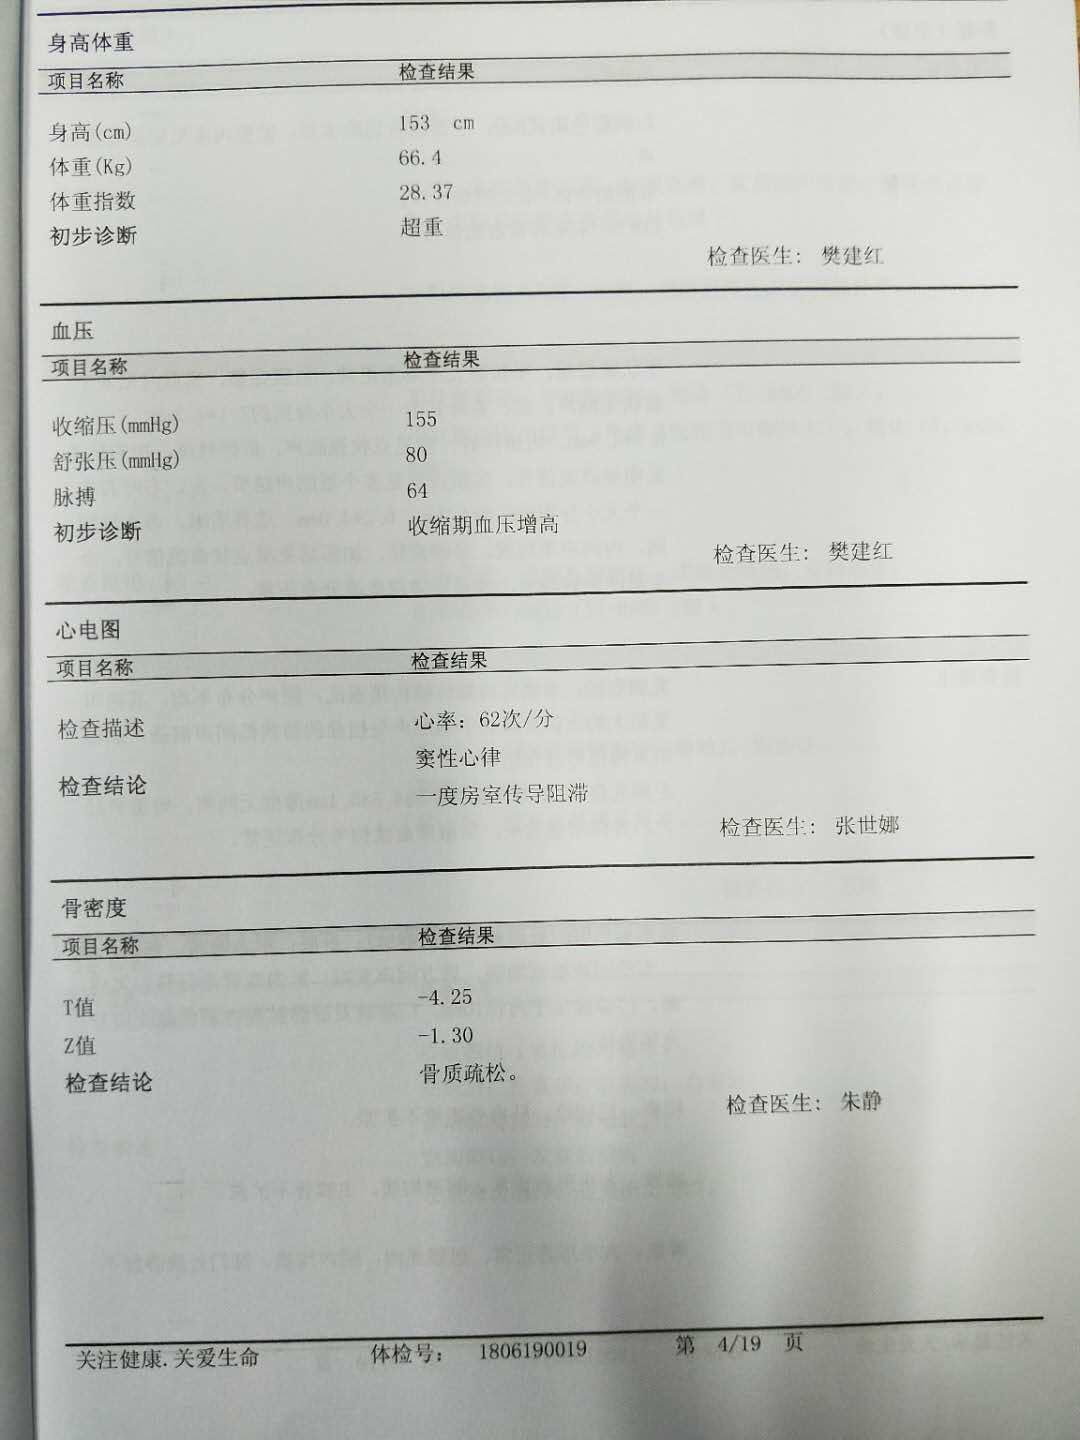 身高体重
项目名称 检查结果
身高(cm) 153 cm
体重(Kg) 66.4
体重指数 28.37
初步诊断 超重
检查医生: 樊建红
血压
项目名称 检查结果
收缩压(mmHg) 155
舒张压(mmHg) 80
脉搏 64
初步诊断 收缩期血压增高
检查医生: 樊建红
心电图
项目名称 检查结果
检查描述 心率: 62次/分
窦性心律
检查结论 一度房室传导阻滞
检查医生: 张世娜
骨密度
项目名称 检查结果
T值 -4.25
Z值 -1.30
检查结论 骨质疏松。
检查医生: 朱静
关注健康.关爱生命 体检号: 1806190019 第 4/19 页